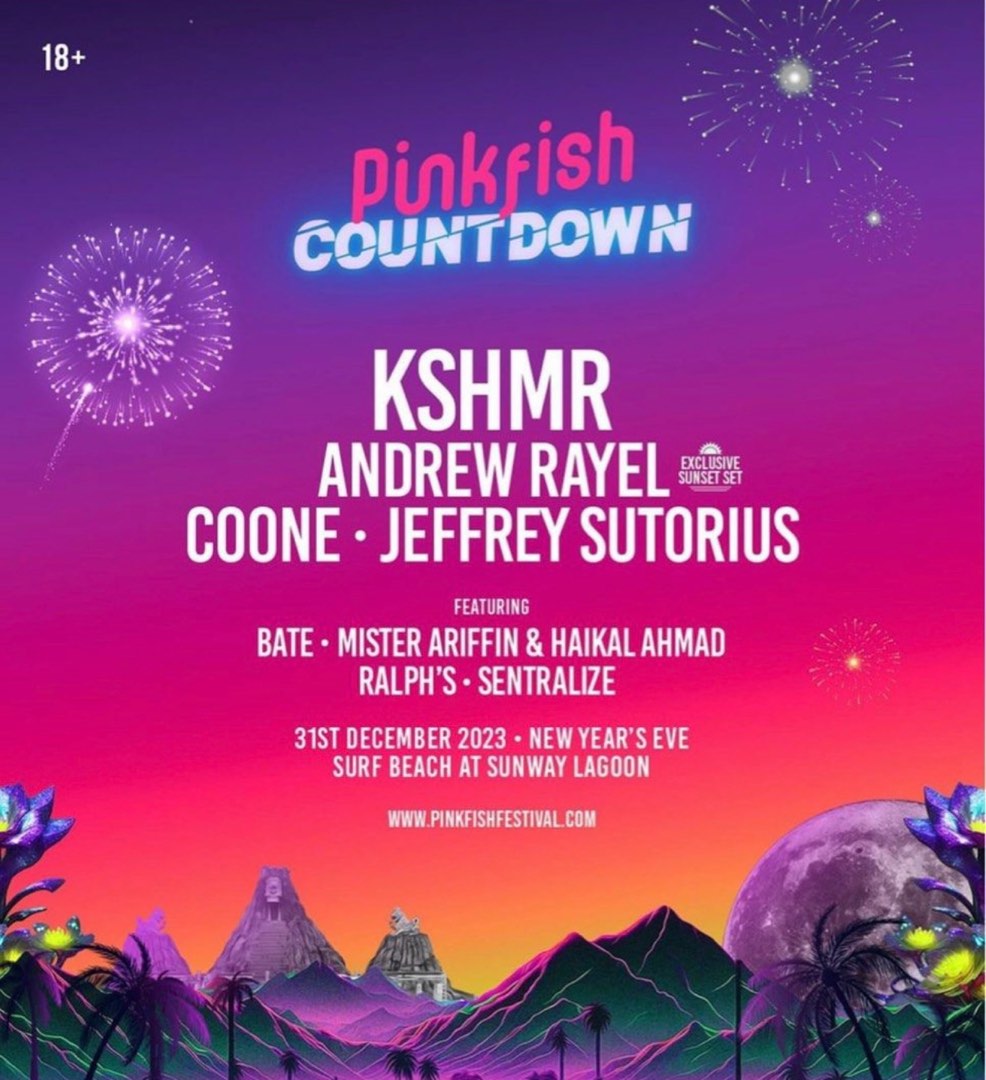 18+
Pinkfish
COUNTDOWN
KSHMR
ANDREW RAYEL
EXCLUSIVE
SUNSET SET
COONE • JEFFREY SUTORIUS
FEATURING
BATE • MISTER ARIFFIN & HAIKAL AHMAD
RALPH'S • SENTRALIZE
31ST DECEMBER 2023 • NEW YEAR'S EVE
SURF BEACH AT SUNWAY LAGOON
WWW.PINKFISHFESTIVAL.COM